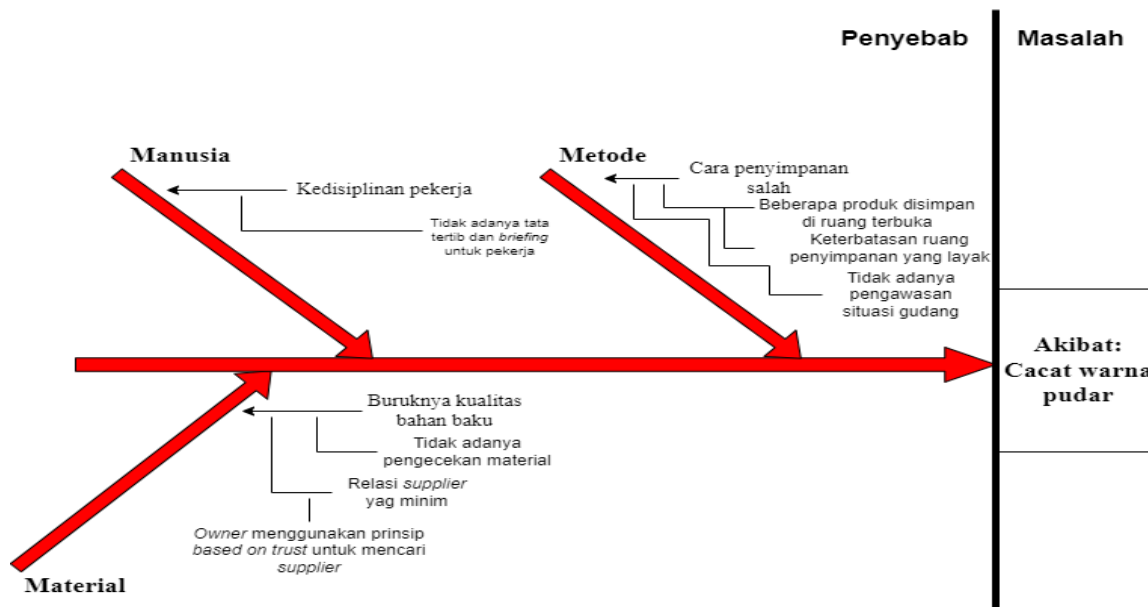 Penyebab
Masalah
Manusia
Kedisiplinan pekerja
Tidak adanya tata
tertib dan briefing
untuk pekerja
Metode
Cara penyimpanan
salah
Beberapa produk disimpan
di ruang terbuka
Keterbatasan ruang
penyimpanan yang layak
Tidak adanya
pengawasan
situasi gudang
Akibat:
Cacat warna
pudar
Buruknya kualitas
bahan baku
Tidak adanya
pengecekan material
Relasi supplier
yag minim
Owner menggunakan prinsip
based on trust untuk mencari
supplier
Material